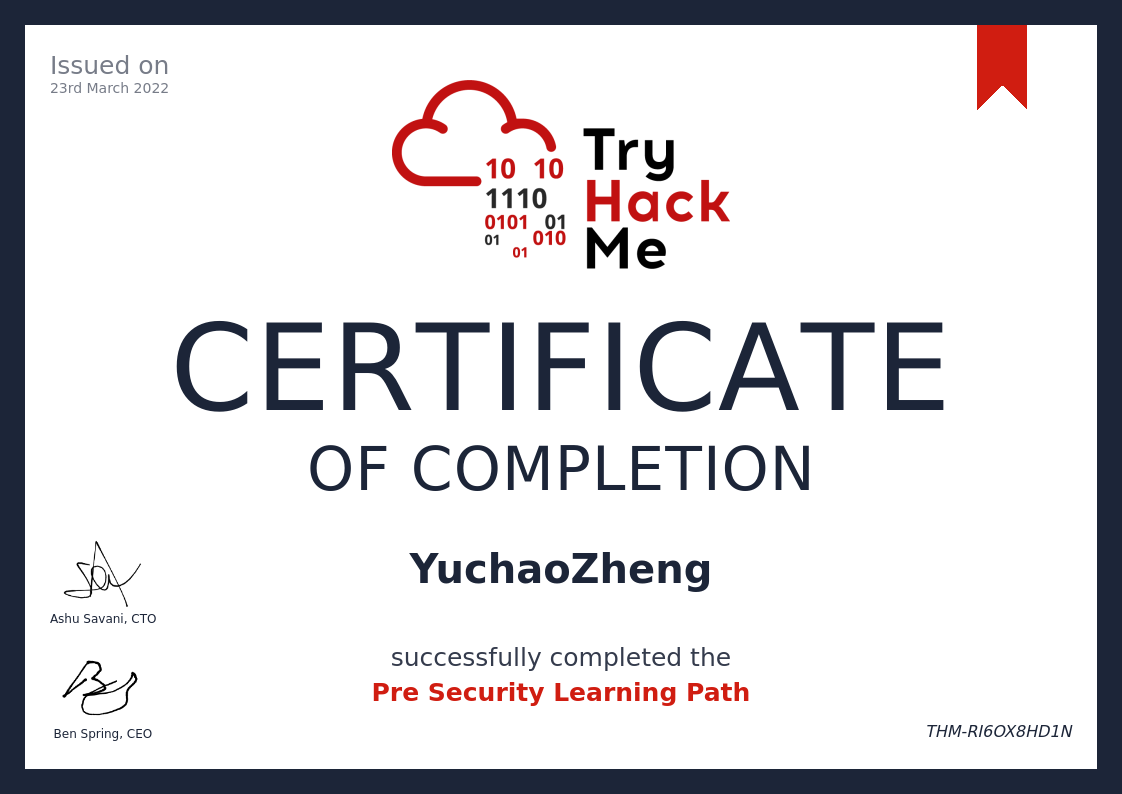 Issued on
23rd March 2022
10 10
1110
0101 01
01 010
01
Try
Hack
Me
CERTIFICATE
OF COMPLETION
YuchaoZheng
Ashu Savani, CTO
successfully completed the
Pre Security Learning Path
Ben Spring, CEO
THM-RI6OX8HD1N